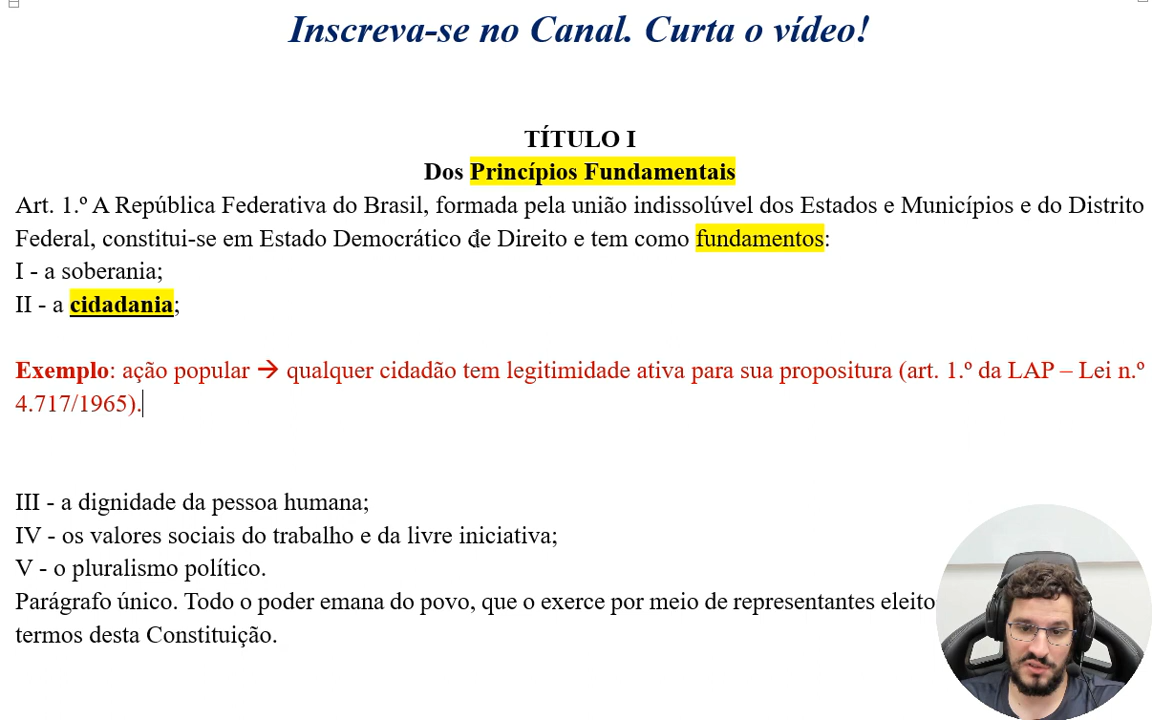 Inscreva-se no Canal. Curta o vídeo!
TÍTULO I
Dos Princípios Fundamentais
Art. 1.º A República Federativa do Brasil, formada pela união indissolúvel dos Estados e Municípios e do Distrito
Federal, constitui-se em Estado Democrático de Direito e tem como fundamentos:
I - a soberania;
II - a cidadania;
Exemplo: ação popular → qualquer cidadão tem legitimidade ativa para sua propositura (art. 1.º da LAP – Lei n.º
4.717/1965).
III - a dignidade da pessoa humana;
IV - os valores sociais do trabalho e da livre iniciativa;
V - o pluralismo político.
Parágrafo único. Todo o poder emana do povo, que o exerce por meio de representantes
termos desta Constituição.